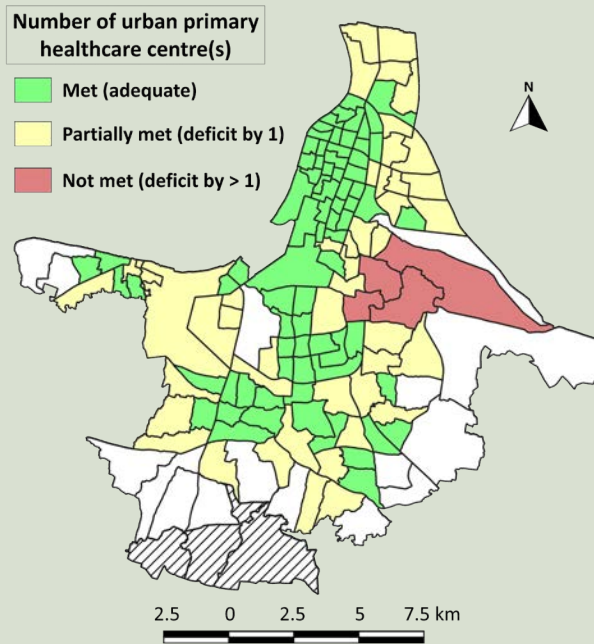 Number of urban primary
healthcare centre(s)
Met (adequate)
Partially met (deficit by 1)
Not met (deficit by > 1)
N
2.5 0 2.5 5 7.5 km